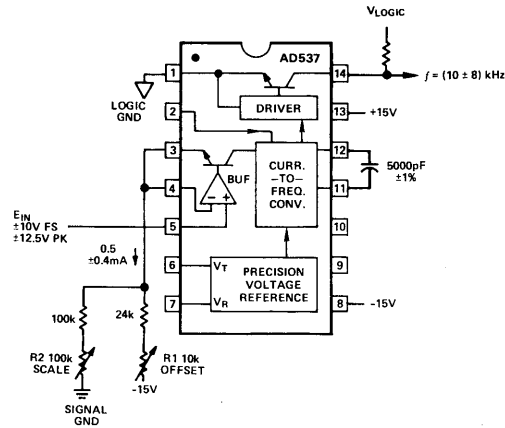 VLOGIC
AD537
1
14
f = (10 ± 8) kHz
LOGIC
GND
DRIVER
2
13
+15V
3
12
CURR.
–TO–
FREQ.
CONV.
5000pF
±1%
BUF
4
11
– +
EIN
±10V FS
±12.5V PK
5
10
0.5
±0.4mA
6
VT
PRECISION
VOLTAGE
REFERENCE
9
7
VR
8
–15V
100k
24k
R2 100k
SCALE
R1 10k
OFFSET
–15V
SIGNAL
GND